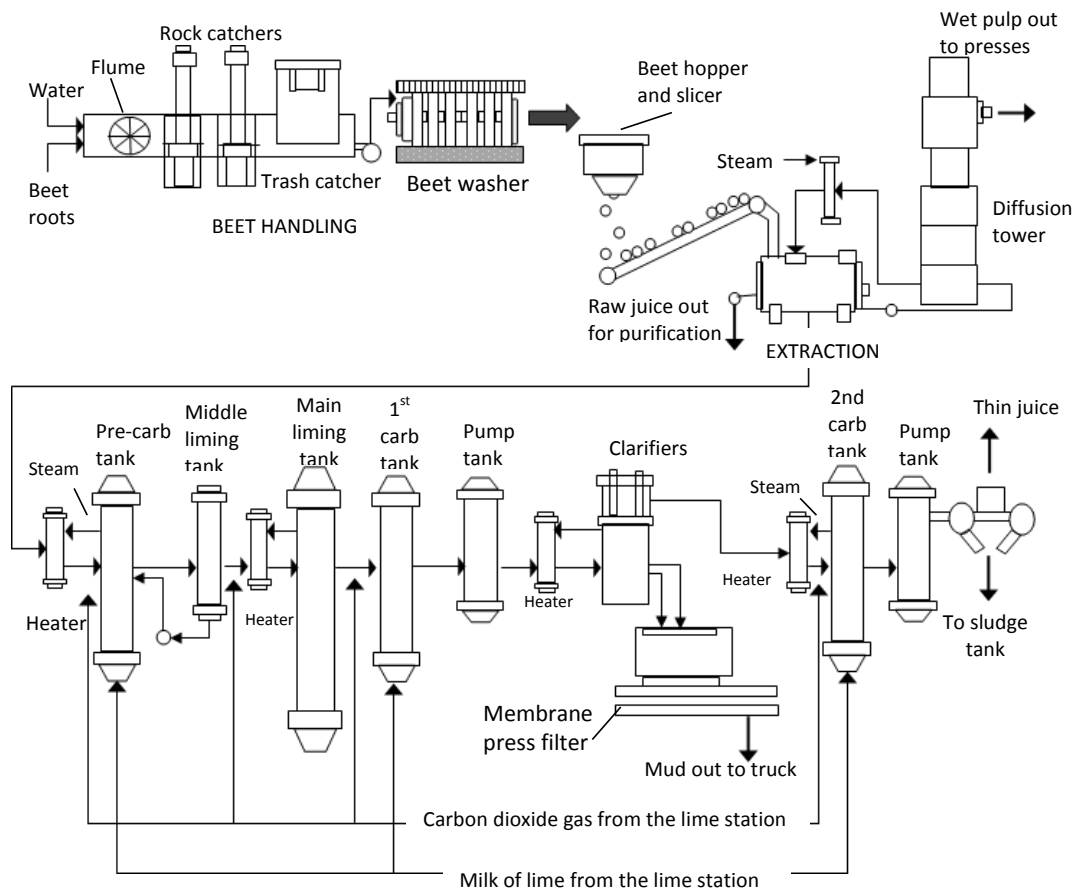 Rock catchers
Flume
Water
Beet
roots
Trash catcher
BEET HANDLING
Beet washer
Beet hopper
and slicer
Wet pulp out
to presses
Steam
Diffusion
tower
Raw juice out
for purification
EXTRACTION
Pre-carb
tank
Middle
liming
tank
Main
liming
tank
1st
carb
tank
Pump
tank
Clarifiers
2nd
carb
tank
Pump
tank
Thin juice
Steam
Steam
Heater
Heater
Heater
Heater
To sludge
tank
Membrane
press filter
Mud out to truck
Carbon dioxide gas from the lime station
Milk of lime from the lime station